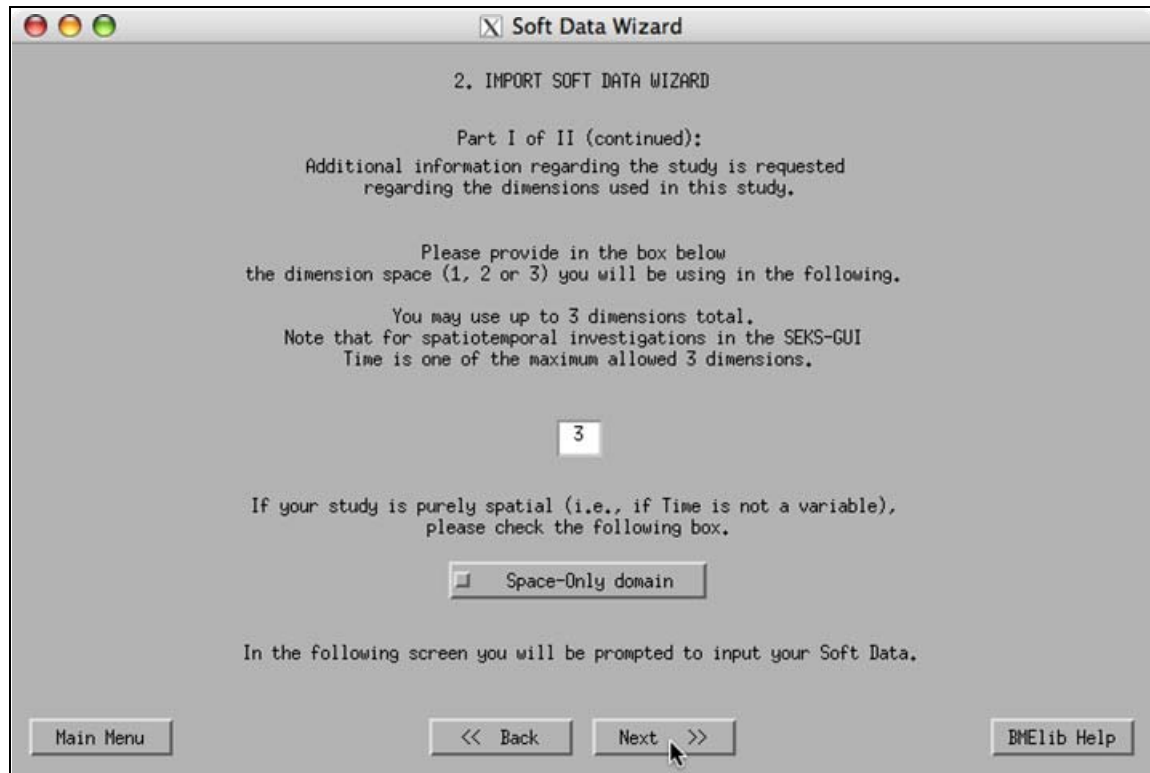 X Soft Data Wizard
2. IMPORT SOFT DATA WIZARD
Part I of II (continued):
Additional information regarding the study is requested
regarding the dimensions used in this study.
Please provide in the box below
the dimension space (1, 2 or 3) you will be using in the following.
You may use up to 3 dimensions total.
Note that for spatiotemporal investigations in the SEKS-GUI
Time is one of the maximum allowed 3 dimensions.
3
If your study is purely spatial (i.e., if Time is not a variable),
please check the following box.
Space-Only domain
In the following screen you will be prompted to input your Soft Data.
Main Menu
<< Back
Next >>
BMElib Help